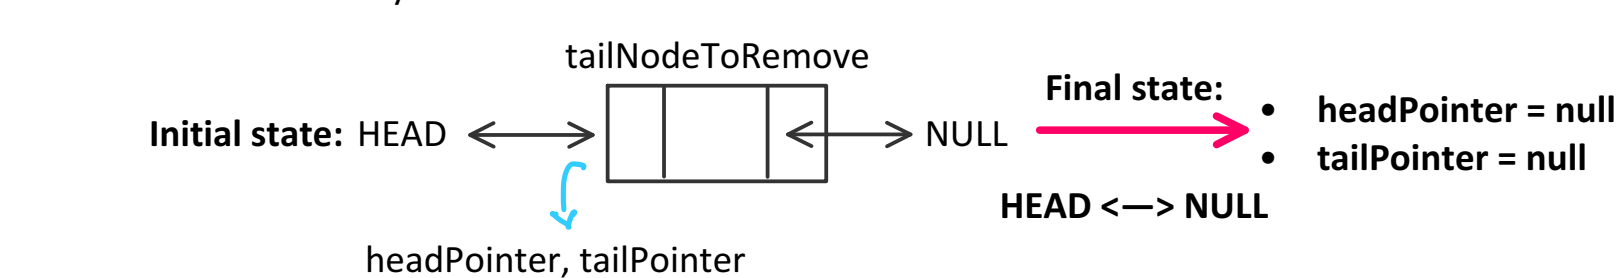 tailNodeToRemove
Final state:
• headPointer = null
Initial state: HEAD
NULL
• tailPointer = null
HEAD <—> NULL
headPointer, tailPointer